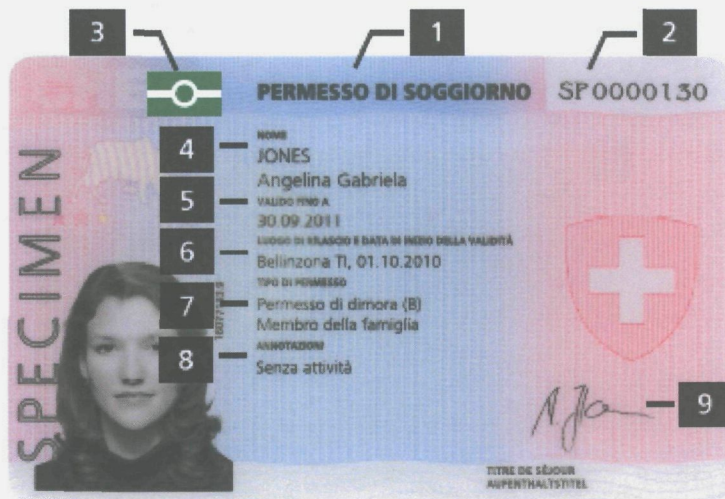 3
1
2
PERMESSO DI SOGGIORNO
SP0000130
SPECIMEN
4
NOME
JONES
Angelina Gabriela
5
VALIDO FINO A
30.09.2011
6
LUOGO DI RILASCIO E DATA DI INIZIO DELLA VALIDITÀ
Bellinzona TI, 01.10.2010
7
TIPO DI PERMESSO
Permesso di dimora (B)
Membro della famiglia
8
ANNOTAZIONI
Senza attività
9
TITRE DE SÉJOUR
AUFENTHALTSTITEL